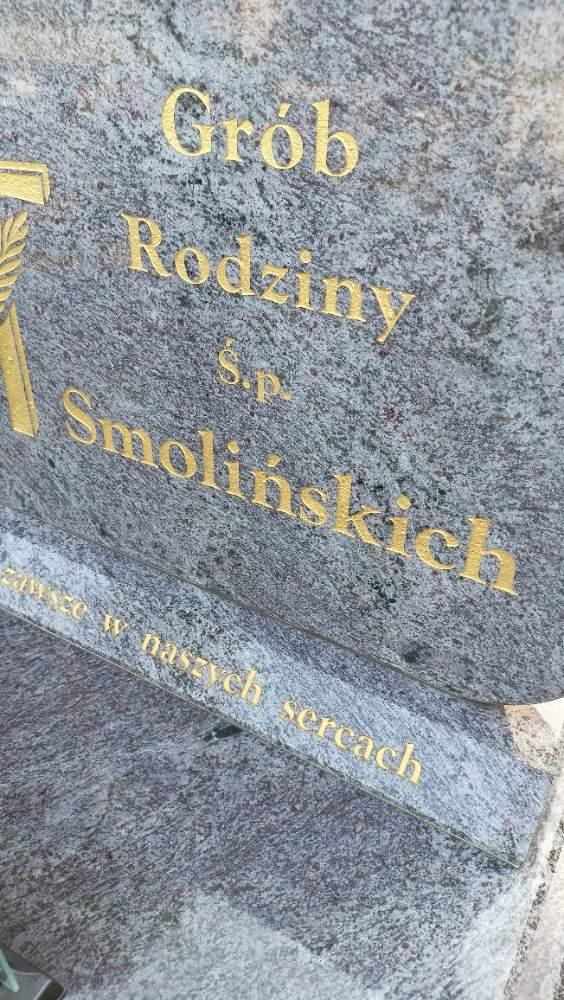 Grób
Rodziny
ś.p.
Smolińskich
zawsze w naszych sercach